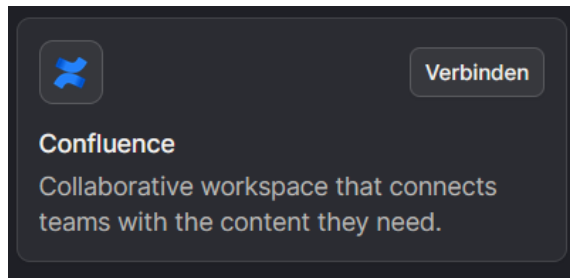 Verbinden
Confluence
Collaborative workspace that connects
teams with the content they need.